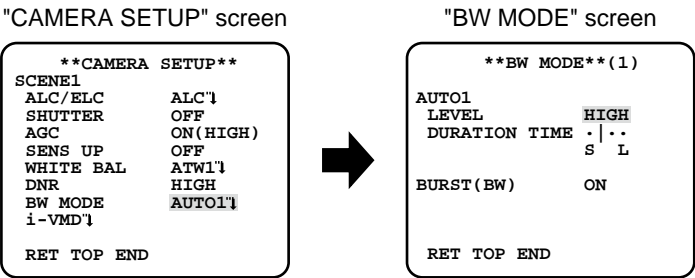 "CAMERA SETUP" screen
**CAMERA SETUP**
SCENE1
ALC/ELC ALC↵
SHUTTER OFF
AGC ON(HIGH)
SENS UP OFF
WHITE BAL ATW1↵
DNR HIGH
BW MODE AUTO1↵
i-VMD↵
RET TOP END
"BW MODE" screen
**BW MODE**(1)
AUTO1
LEVEL HIGH
DURATION TIME ·|··
S L
BURST(BW) ON
RET TOP END